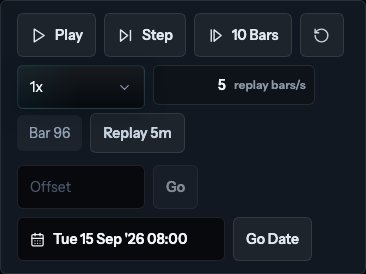 Play Step 10 Bars
1x 5 replay bars/s
Bar 96 Replay 5m
Offset Go
Tue 15 Sep '26 08:00 Go Date